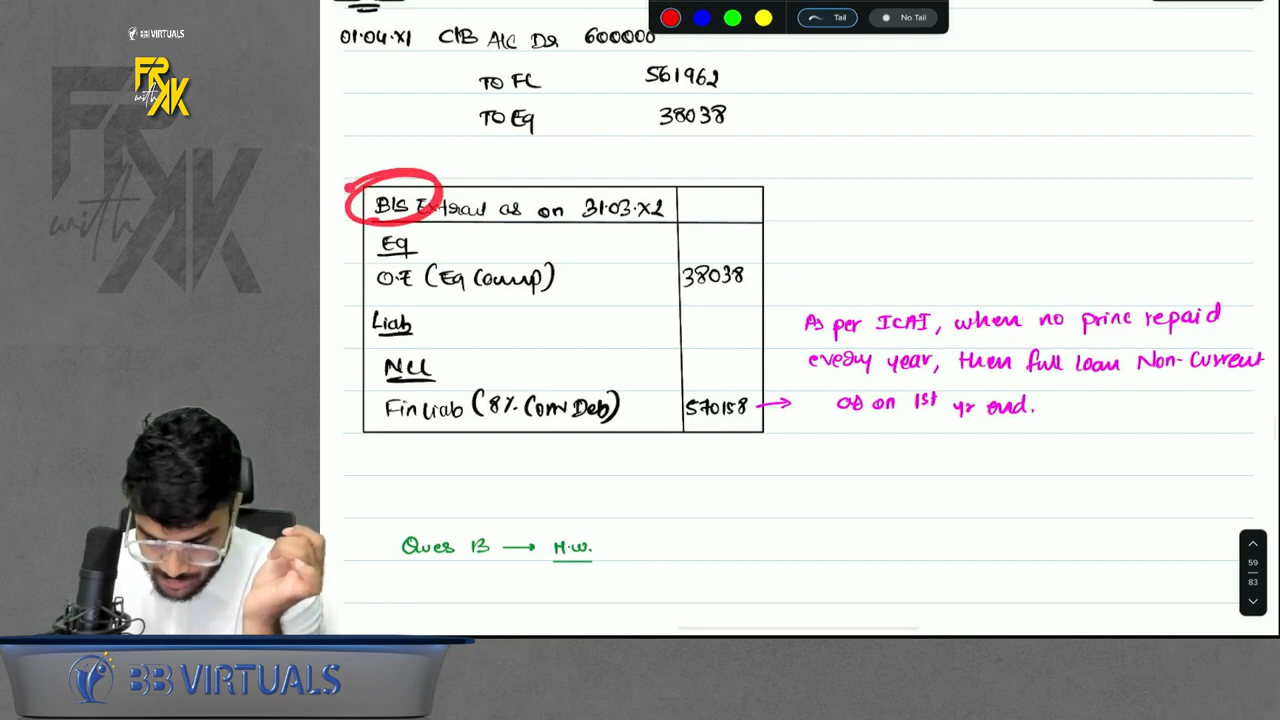 BB VIRTUALS
FR
with
AK
Tail
No Tail
01.04.X1 C/B A/C Dr 600000
TO FL 561962
TO Eq 38038
B/S Extract as on 31.03.X2
Eq
O.E (Eq Comp) 38038
Liab
NCL
Fin Liab (8% Conv Deb) 570158
As per ICAI, when no princ repaid
every year, then full loan Non-Current
as on 1st yr end.
Ques B → H.W.
59
83
BB VIRTUALS